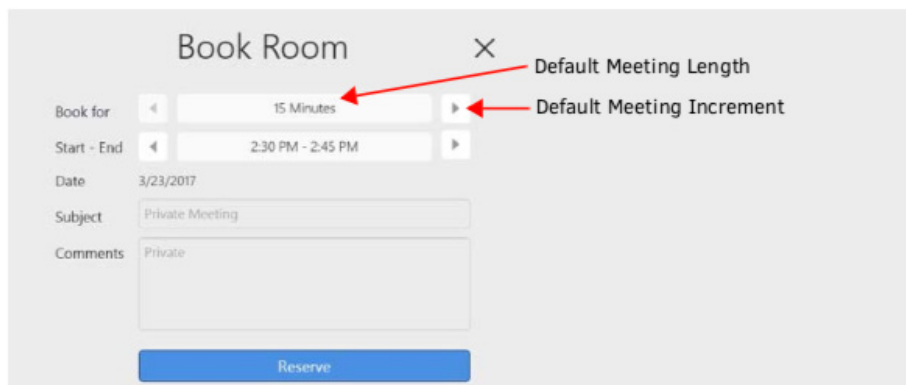 Book Room
Default Meeting Length
Book for 15 Minutes Default Meeting Increment
Start - End 2:30 PM - 2:45 PM
Date 3/23/2017
Subject Private Meeting
Comments Private
Reserve